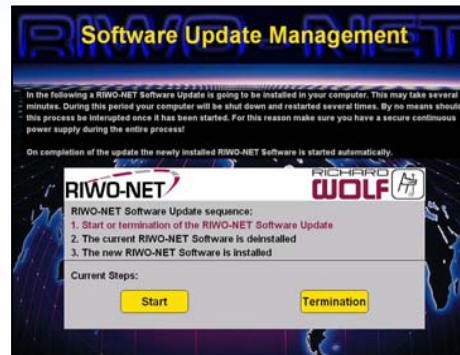 Software Update Management
In the following a RIWO-NET Software Update is going to be installed in your computer. This may take several
minutes. During this period your computer will be shut down and restarted several times. By no means should
this process be interupted once it has been started. For this reason make sure you have a secure continuous
power supply during the entire process!
On completion of the update the newly installed RIWO-NET Software is started automatically.
RIWO-NET
RICHARD
WOLF
RIWO-NET Software Update sequence:
1. Start or termination of the RIWO-NET Software Update
2. The current RIWO-NET Software is deinstalled
3. The new RIWO-NET Software is installed
Current Steps:
Start
Termination